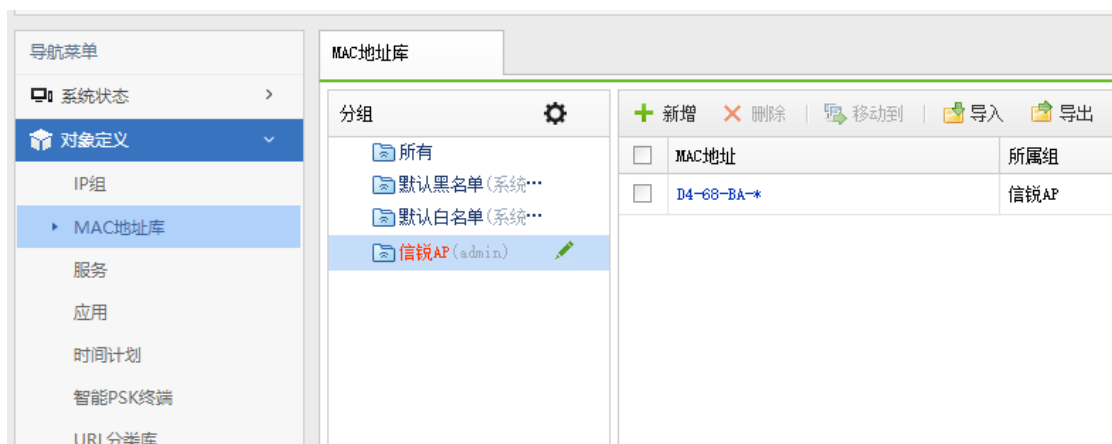 导航菜单
系统状态
对象定义
IP组
MAC地址库
服务
应用
时间计划
智能PSK终端
URL分类库
MAC地址库
分组
所有
默认黑名单(系统…
默认白名单(系统…
信锐AP(admin)
新增 删除 移动到 导入 导出
MAC地址 所属组
D4-68-BA-* 信锐AP